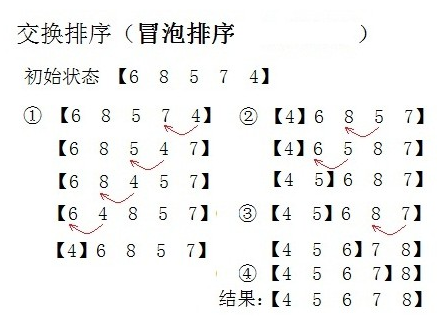 交换排序（冒泡排序 ）
初始状态 【6 8 5 7 4】
① 【6 8 5 7 4】
【6 8 5 4 7】
【6 8 4 5 7】
【6 4 8 5 7】
【4】6 8 5 7】
② 【4】6 8 5 7】
【4】6 5 8 7】
【4 5】6 8 7】
③ 【4 5】6 8 7】
【4 5 6】7 8】
④ 【4 5 6 7】8】
结果：【4 5 6 7 8】